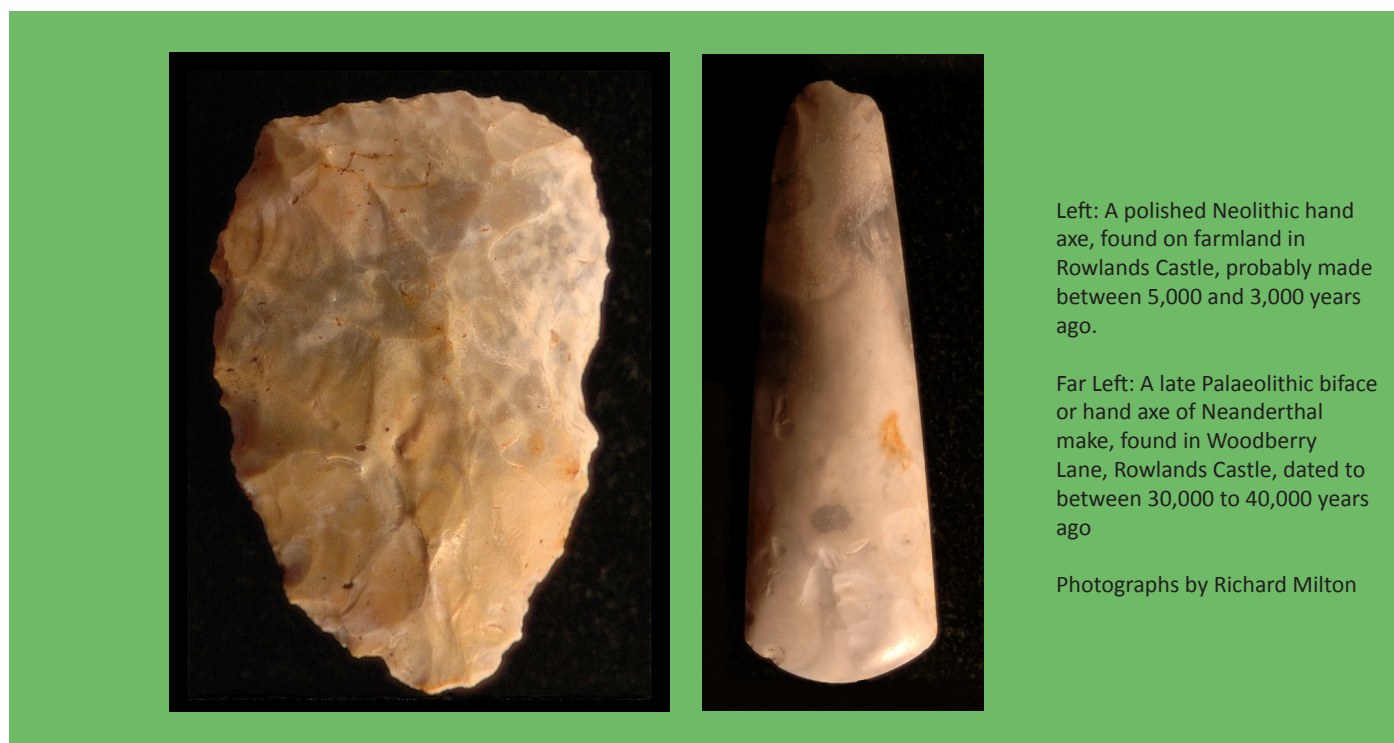 Left: A polished Neolithic hand
axe, found on farmland in
Rowlands Castle, probably made
between 5,000 and 3,000 years
ago.
Far Left: A late Palaeolithic biface
or hand axe of Neanderthal
make, found in Woodberry
Lane, Rowlands Castle, dated to
between 30,000 to 40,000 years
ago
Photographs by Richard Milton